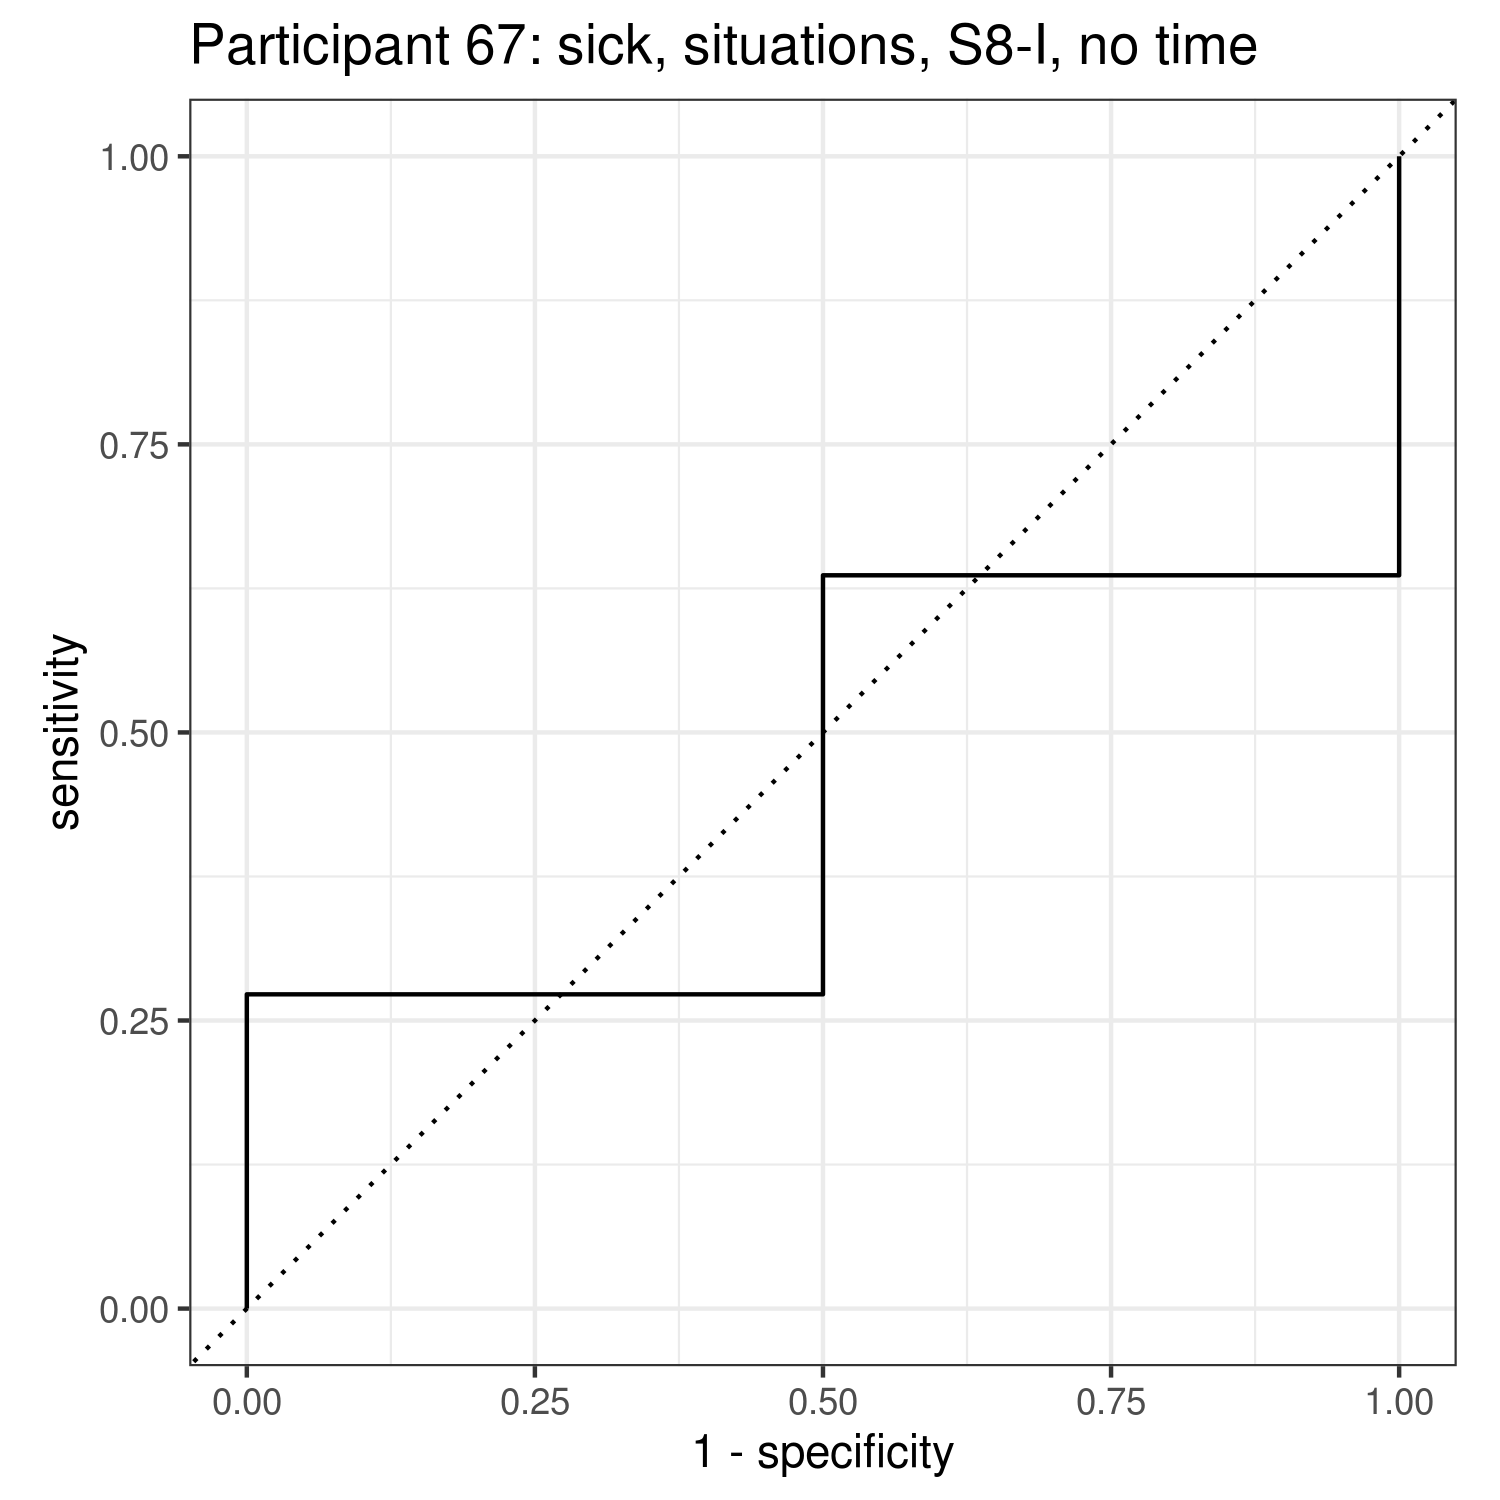 Participant 67: sick, situations, S8-I, no time
1.00
0.75
0.50
0.25
0.00
sensitivity
0.00 0.25 0.50 0.75 1.00
1 - specificity